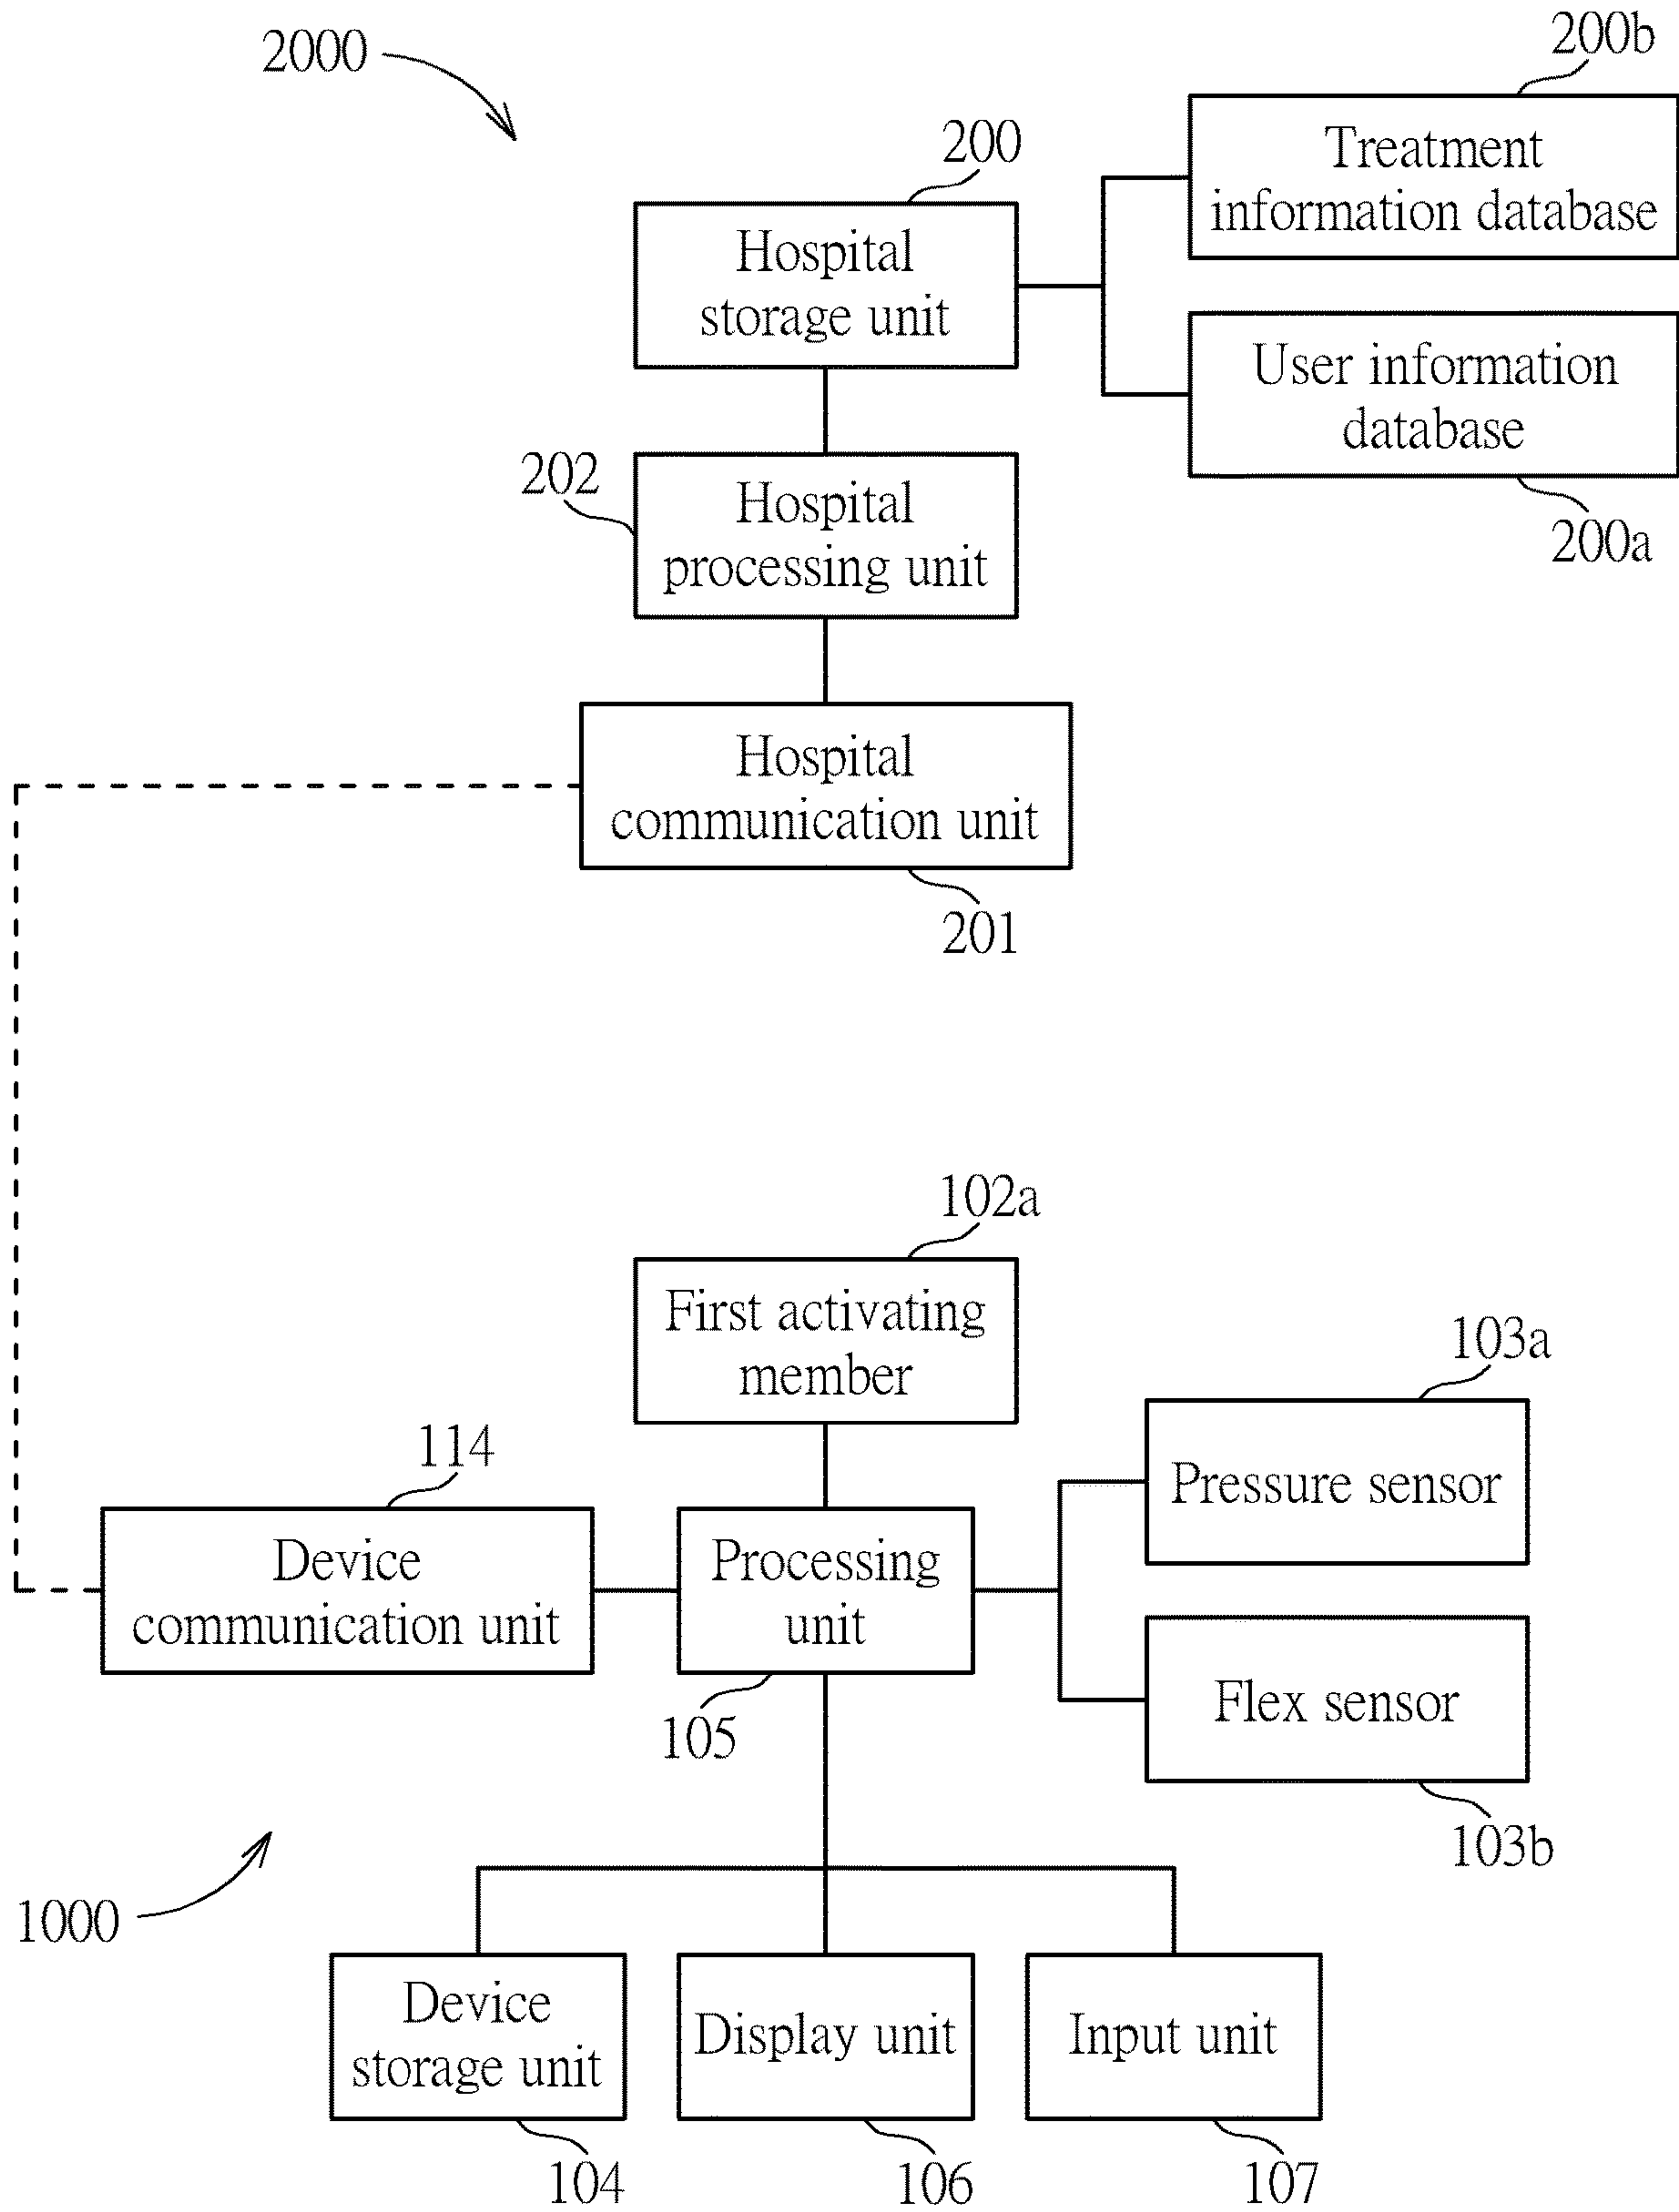 2000
200b
Treatment
information database
200
Hospital
storage unit
User information
database
200a
202
Hospital
processing unit
Hospital
communication unit
201
102a
First activating
member
103a
Pressure sensor
114
Device
communication unit
Processing
unit
105
Flex sensor
103b
1000
Device
storage unit
104
Display unit
106
Input unit
107